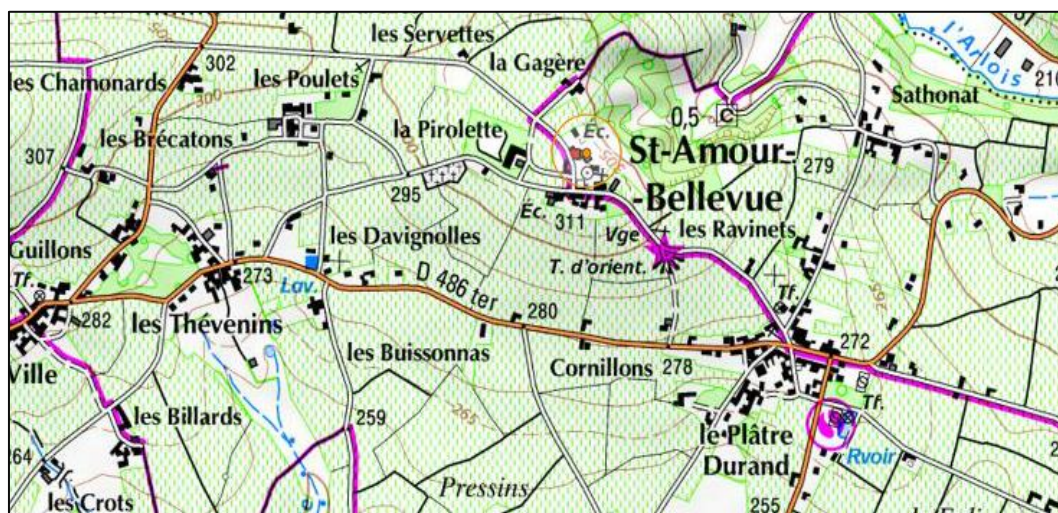 les Servettes
l'Arlois
302
la Gagère
210
les Chamonards
les Poulets
Sathonat
300
0,5
C
les Brécatons
la Pirolette
Éc.
St-Amour-
279
307
295
-Bellevue
Éc.
311
Vge
les Ravinets
Guillons
les Davignolles
T. d'orient.
273
D 486 ter
Tf.
Lav.
Tf.
265
282
les Thévenins
280
272
Ville
les Buissonnas
Cornillons
278
les Billards
259
265
Tf.
le Plâtre
Durand
Rvoir
264
les Crots
Pressins
255